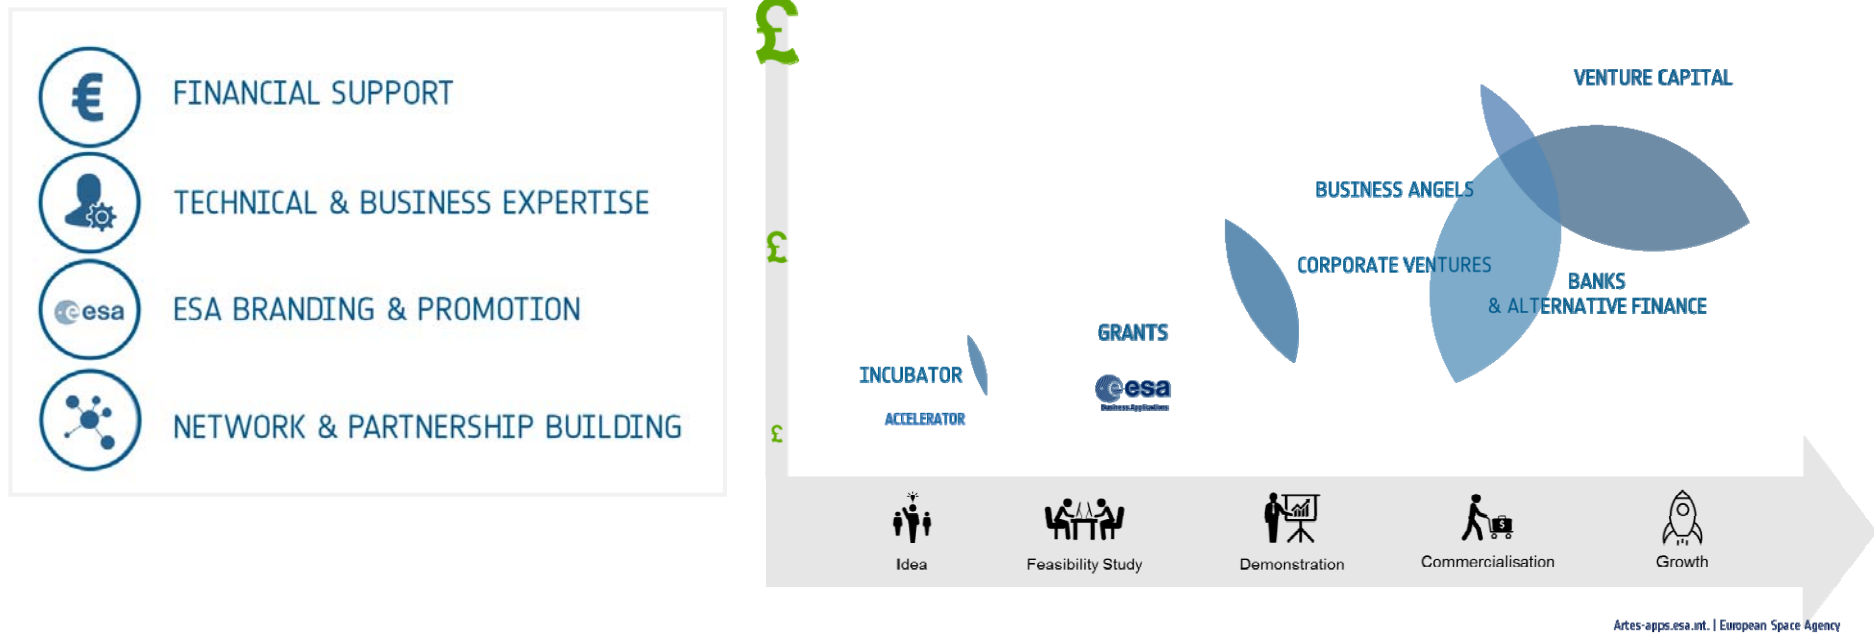 €
FINANCIAL SUPPORT
TECHNICAL & BUSINESS EXPERTISE
esa
ESA BRANDING & PROMOTION
NETWORK & PARTNERSHIP BUILDING
£
£
£
VENTURE CAPITAL
BUSINESS ANGELS
CORPORATE VENTURES
BANKS
& ALTERNATIVE FINANCE
GRANTS
esa
Business Applications
INCUBATOR
ACCELERATOR
$
Idea
Feasibility Study
Demonstration
Commercialisation
Growth
Artes-apps.esa.int. | European Space Agency